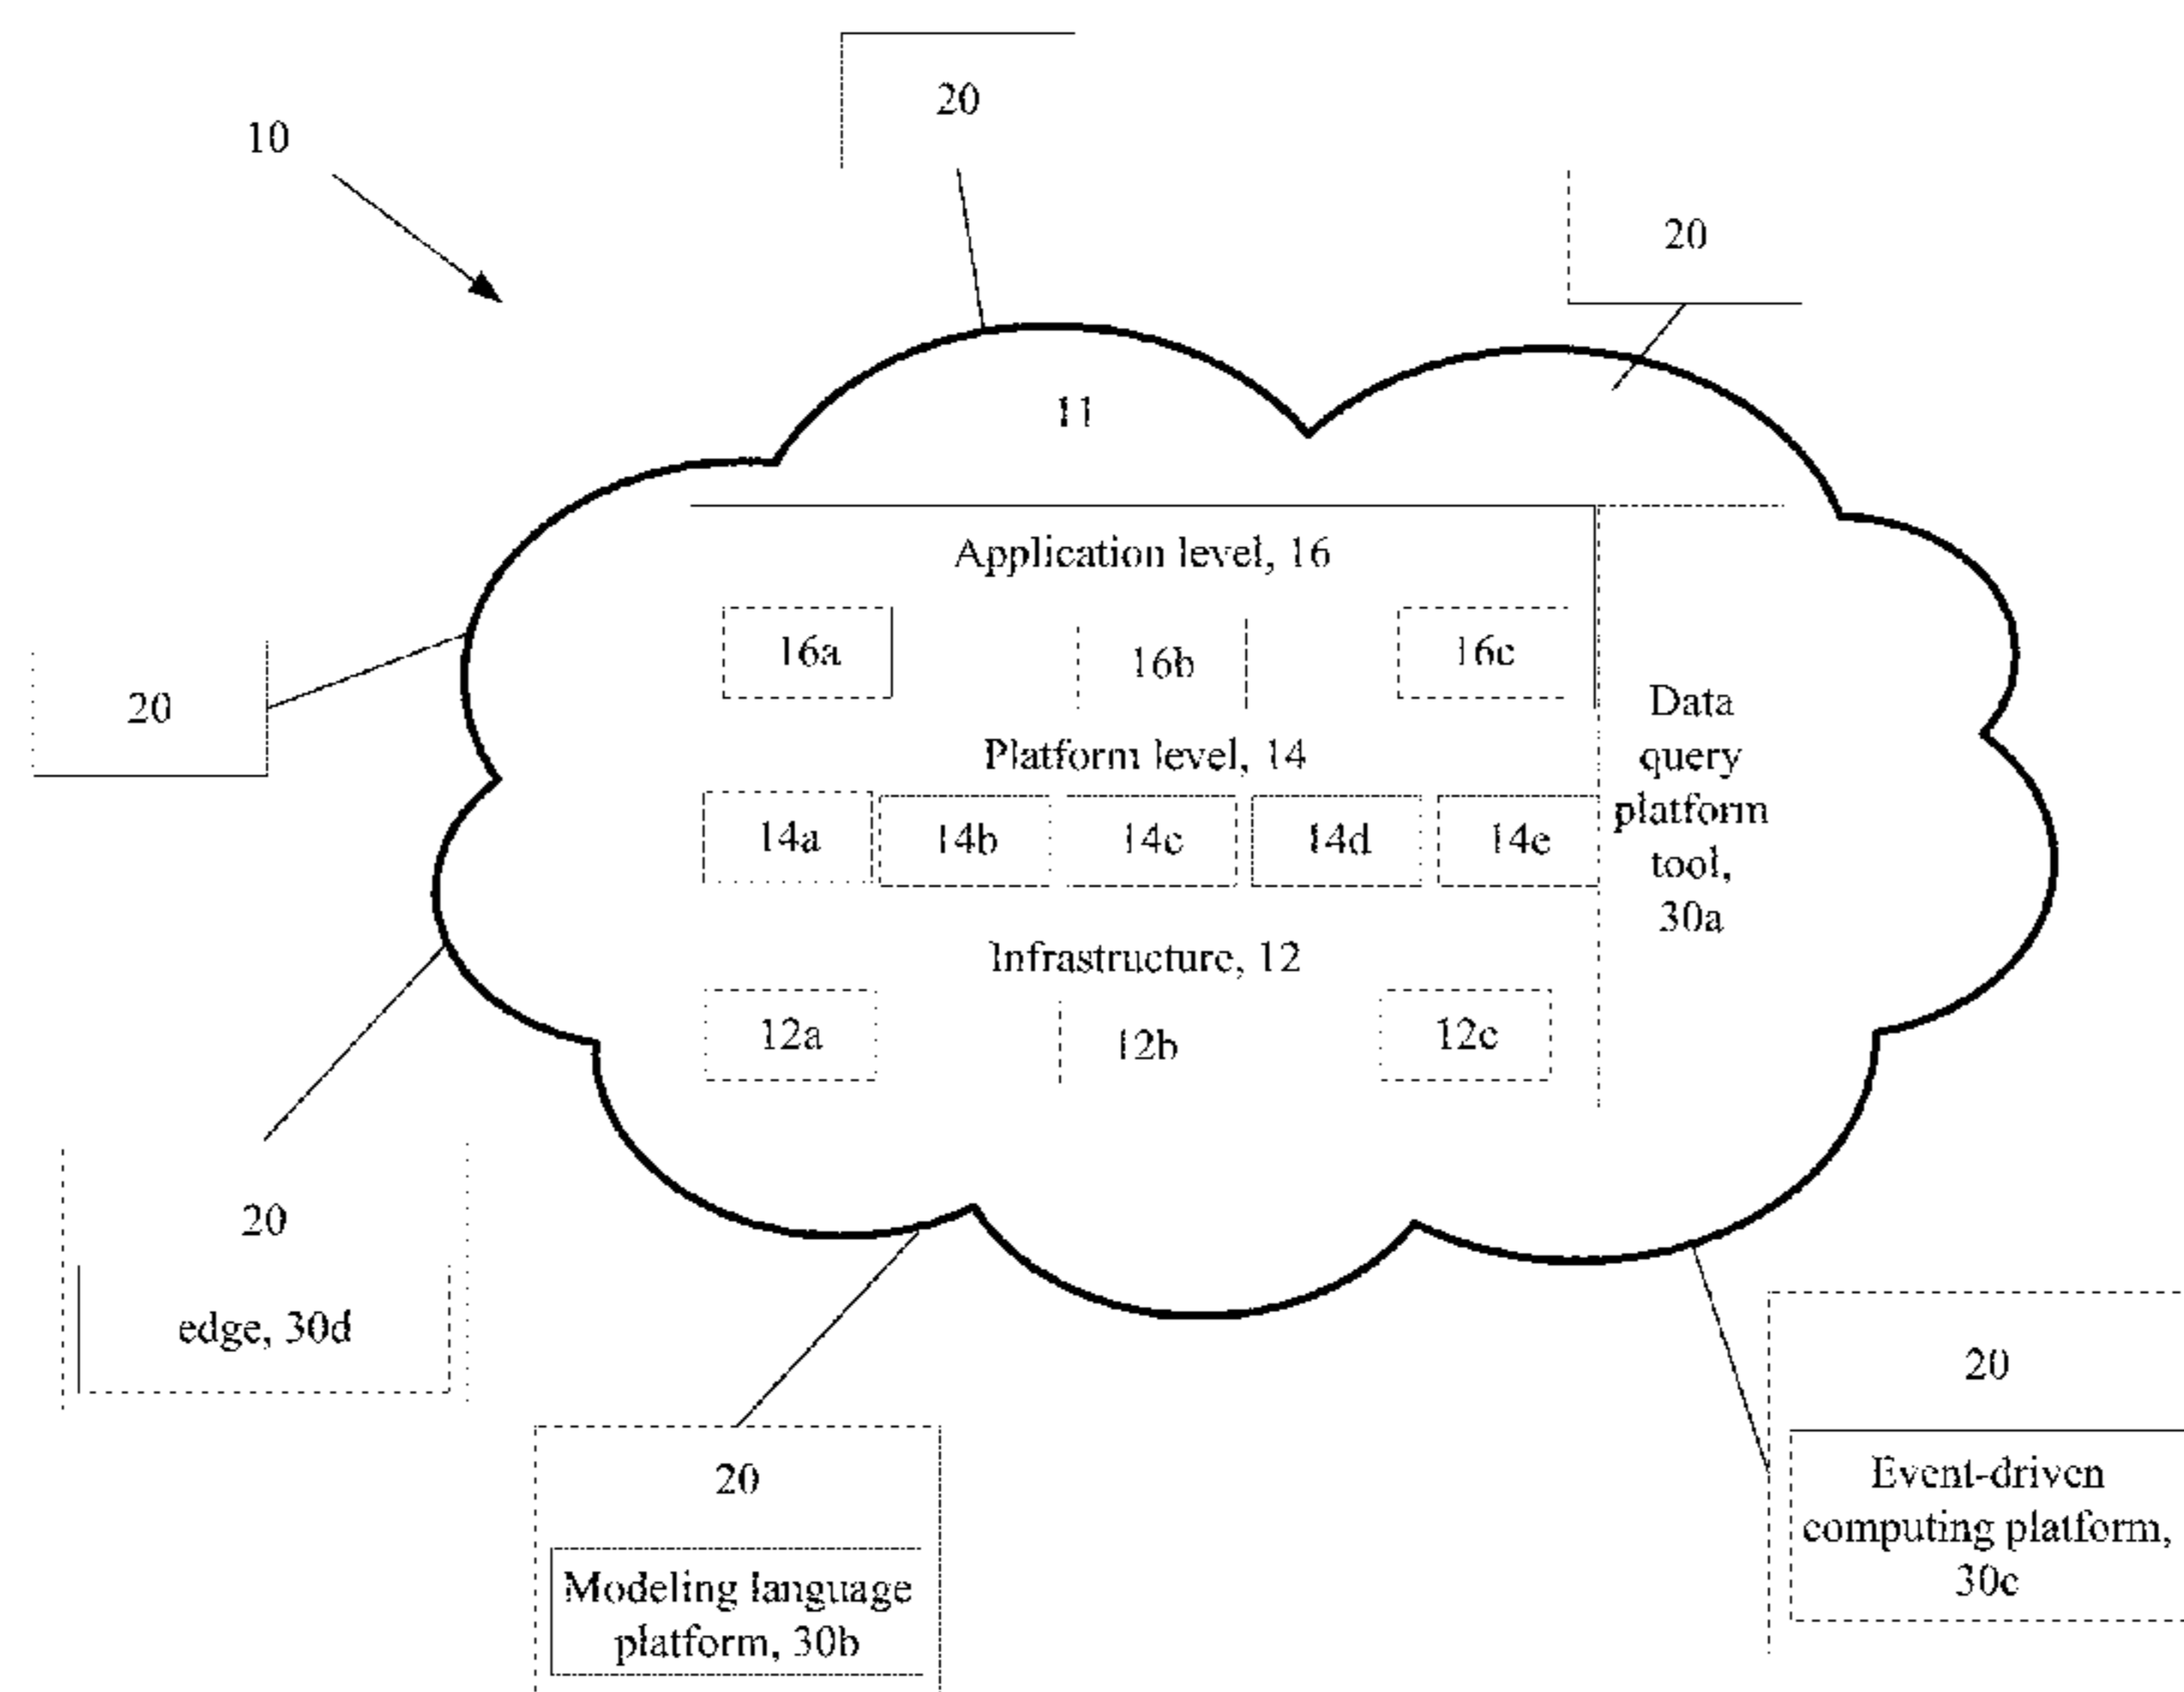 20
10
20
11
Application level, 16
16a
16b
16c
20
Data
query
platform
tool,
30a
Platform level, 14
14a
14b
14c
14d
14e
Infrastructure, 12
12a
12b
12c
20
edge, 30d
20
Modeling language
platform, 30b
20
Event-driven
computing platform,
30c